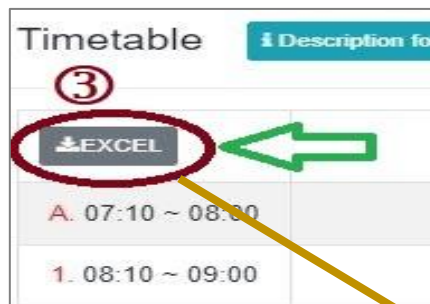 Timetable
i Description fo
③
EXCEL
A. 07:10 ~ 08:00
1. 08:10 ~ 09:00